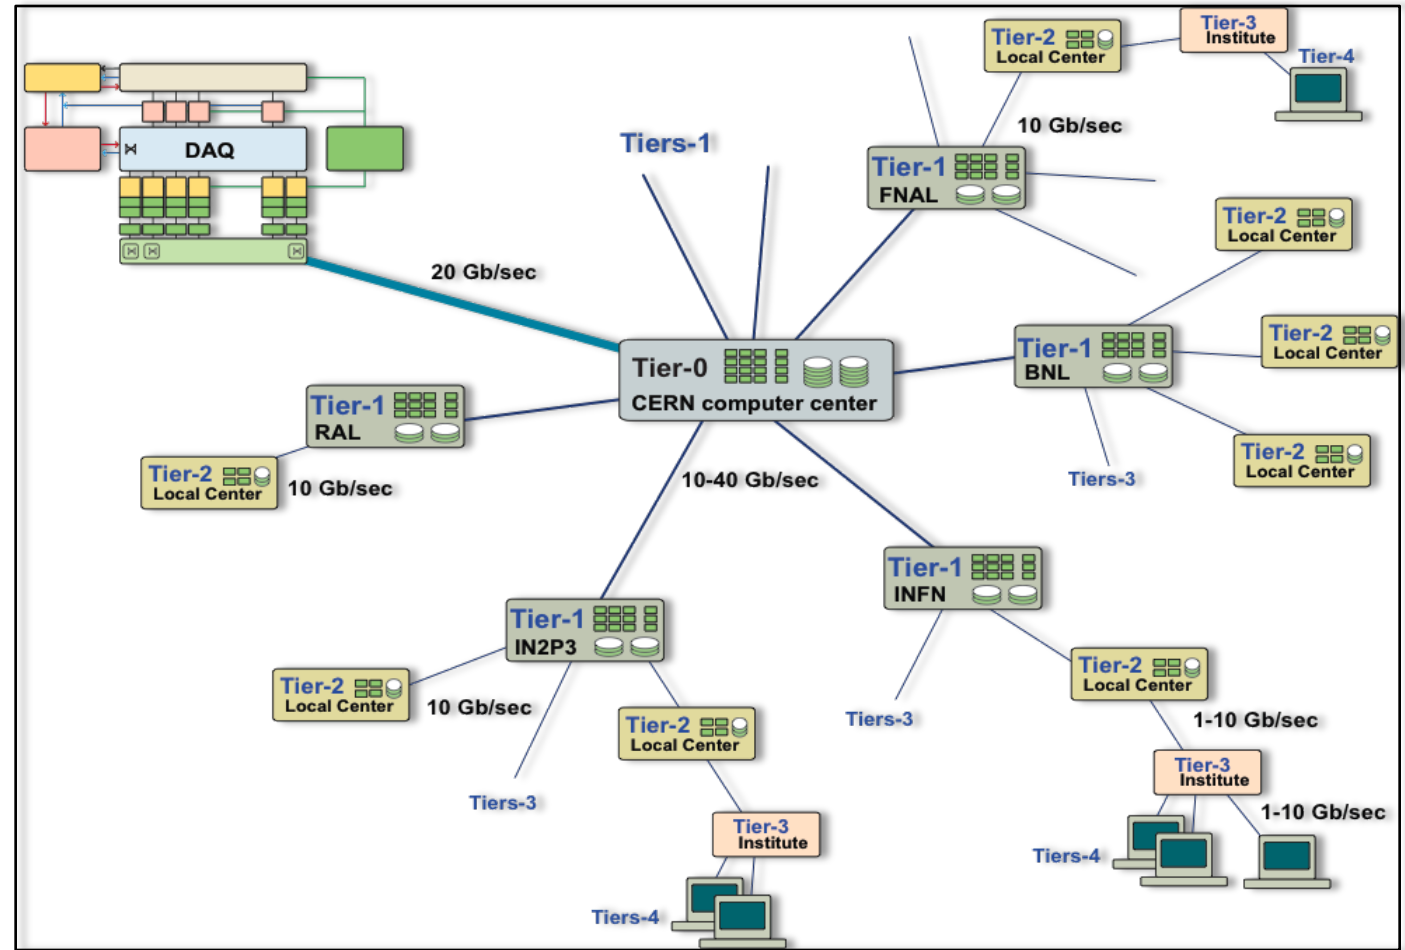 Tier-2
Local Center
Tier-3
Institute
Tier-4
10 Gb/sec
DAQ
Tiers-1
Tier-1
FNAL
Tier-2
Local Center
20 Gb/sec
Tier-0
CERN computer center
Tier-1
BNL
Tier-2
Local Center
Tier-1
RAL
Tier-2
Local Center
10 Gb/sec
10-40 Gb/sec
Tiers-3
Tier-2
Local Center
Tier-1
INFN
Tier-1
IN2P3
Tier-2
Local Center
10 Gb/sec
Tier-2
Local Center
Tiers-3
Tier-2
Local Center
1-10 Gb/sec
Tiers-3
Tier-3
Institute
1-10 Gb/sec
Tier-3
Institute
Tiers-4
Tiers-4